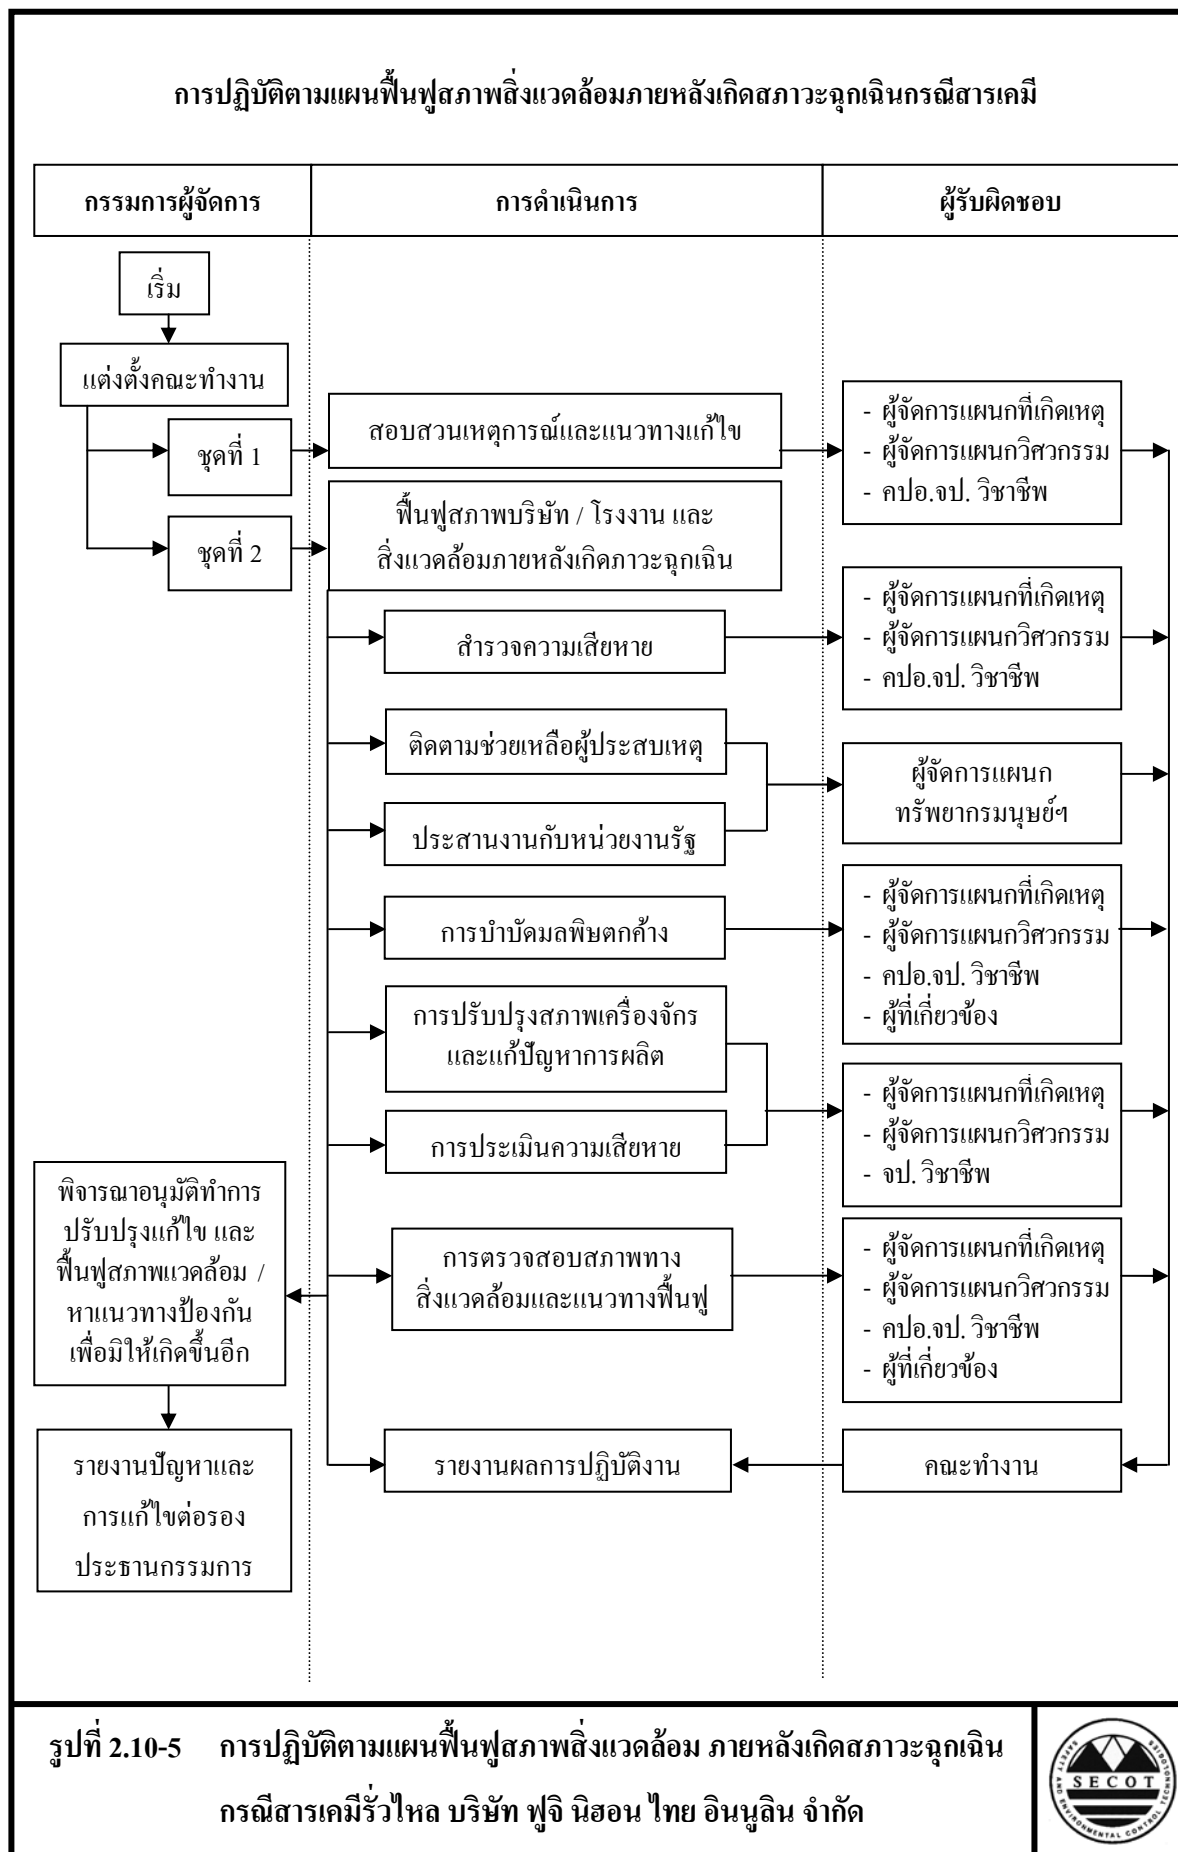 การปฏิบัติตามแผนฟื้นฟูสภาพสิ่งแวดล้อมภายหลังเกิดสภาวะฉุกเฉินกรณีสารเคมี
กรรมการผู้จัดการ
การดำเนินการ
ผู้รับผิดชอบ
เริ่ม
แต่งตั้งคณะทำงาน
ชุดที่ 1
สอบสวนเหตุการณ์และแนวทางแก้ไข
- ผู้จัดการแผนกที่เกิดเหตุ
- ผู้จัดการแผนกวิศวกรรม
- คปอ.จป. วิชาชีพ
ชุดที่ 2
ฟื้นฟูสภาพบริษัท / โรงงาน และ
สิ่งแวดล้อมภายหลังเกิดภาวะฉุกเฉิน
สำรวจความเสียหาย
- ผู้จัดการแผนกที่เกิดเหตุ
- ผู้จัดการแผนกวิศวกรรม
- คปอ.จป. วิชาชีพ
ติดตามช่วยเหลือผู้ประสบเหตุ
ประสานงานกับหน่วยงานรัฐ
ผู้จัดการแผนก
ทรัพยากรมนุษย์ฯ
การบำบัดมลพิษตกค้าง
- ผู้จัดการแผนกที่เกิดเหตุ
- ผู้จัดการแผนกวิศวกรรม
- คปอ.จป. วิชาชีพ
- ผู้ที่เกี่ยวข้อง
การปรับปรุงสภาพเครื่องจักร
และแก้ปัญหาการผลิต
การประเมินความเสียหาย
- ผู้จัดการแผนกที่เกิดเหตุ
- ผู้จัดการแผนกวิศวกรรม
- จป. วิชาชีพ
พิจารณาอนุมัติทำการ
ปรับปรุงแก้ไข และ
ฟื้นฟูสภาพแวดล้อม /
หาแนวทางป้องกัน
เพื่อมิให้เกิดขึ้นอีก
การตรวจสอบสภาพทาง
สิ่งแวดล้อมและแนวทางฟื้นฟู
- ผู้จัดการแผนกที่เกิดเหตุ
- ผู้จัดการแผนกวิศวกรรม
- คปอ.จป. วิชาชีพ
- ผู้ที่เกี่ยวข้อง
รายงานปัญหาและ
การแก้ไขต่อรอง
ประธานกรรมการ
รายงานผลการปฏิบัติงาน
คณะทำงาน
รูปที่ 2.10-5 การปฏิบัติตามแผนฟื้นฟูสภาพสิ่งแวดล้อม ภายหลังเกิดสภาวะฉุกเฉิน
กรณีสารเคมีรั่วไหล บริษัท ฟูจิ นิฮอน ไทย อินนูลิน จำกัด
SECOT
SAFETY AND ENVIRONMENTAL CONTROL TECHNOLOGIES